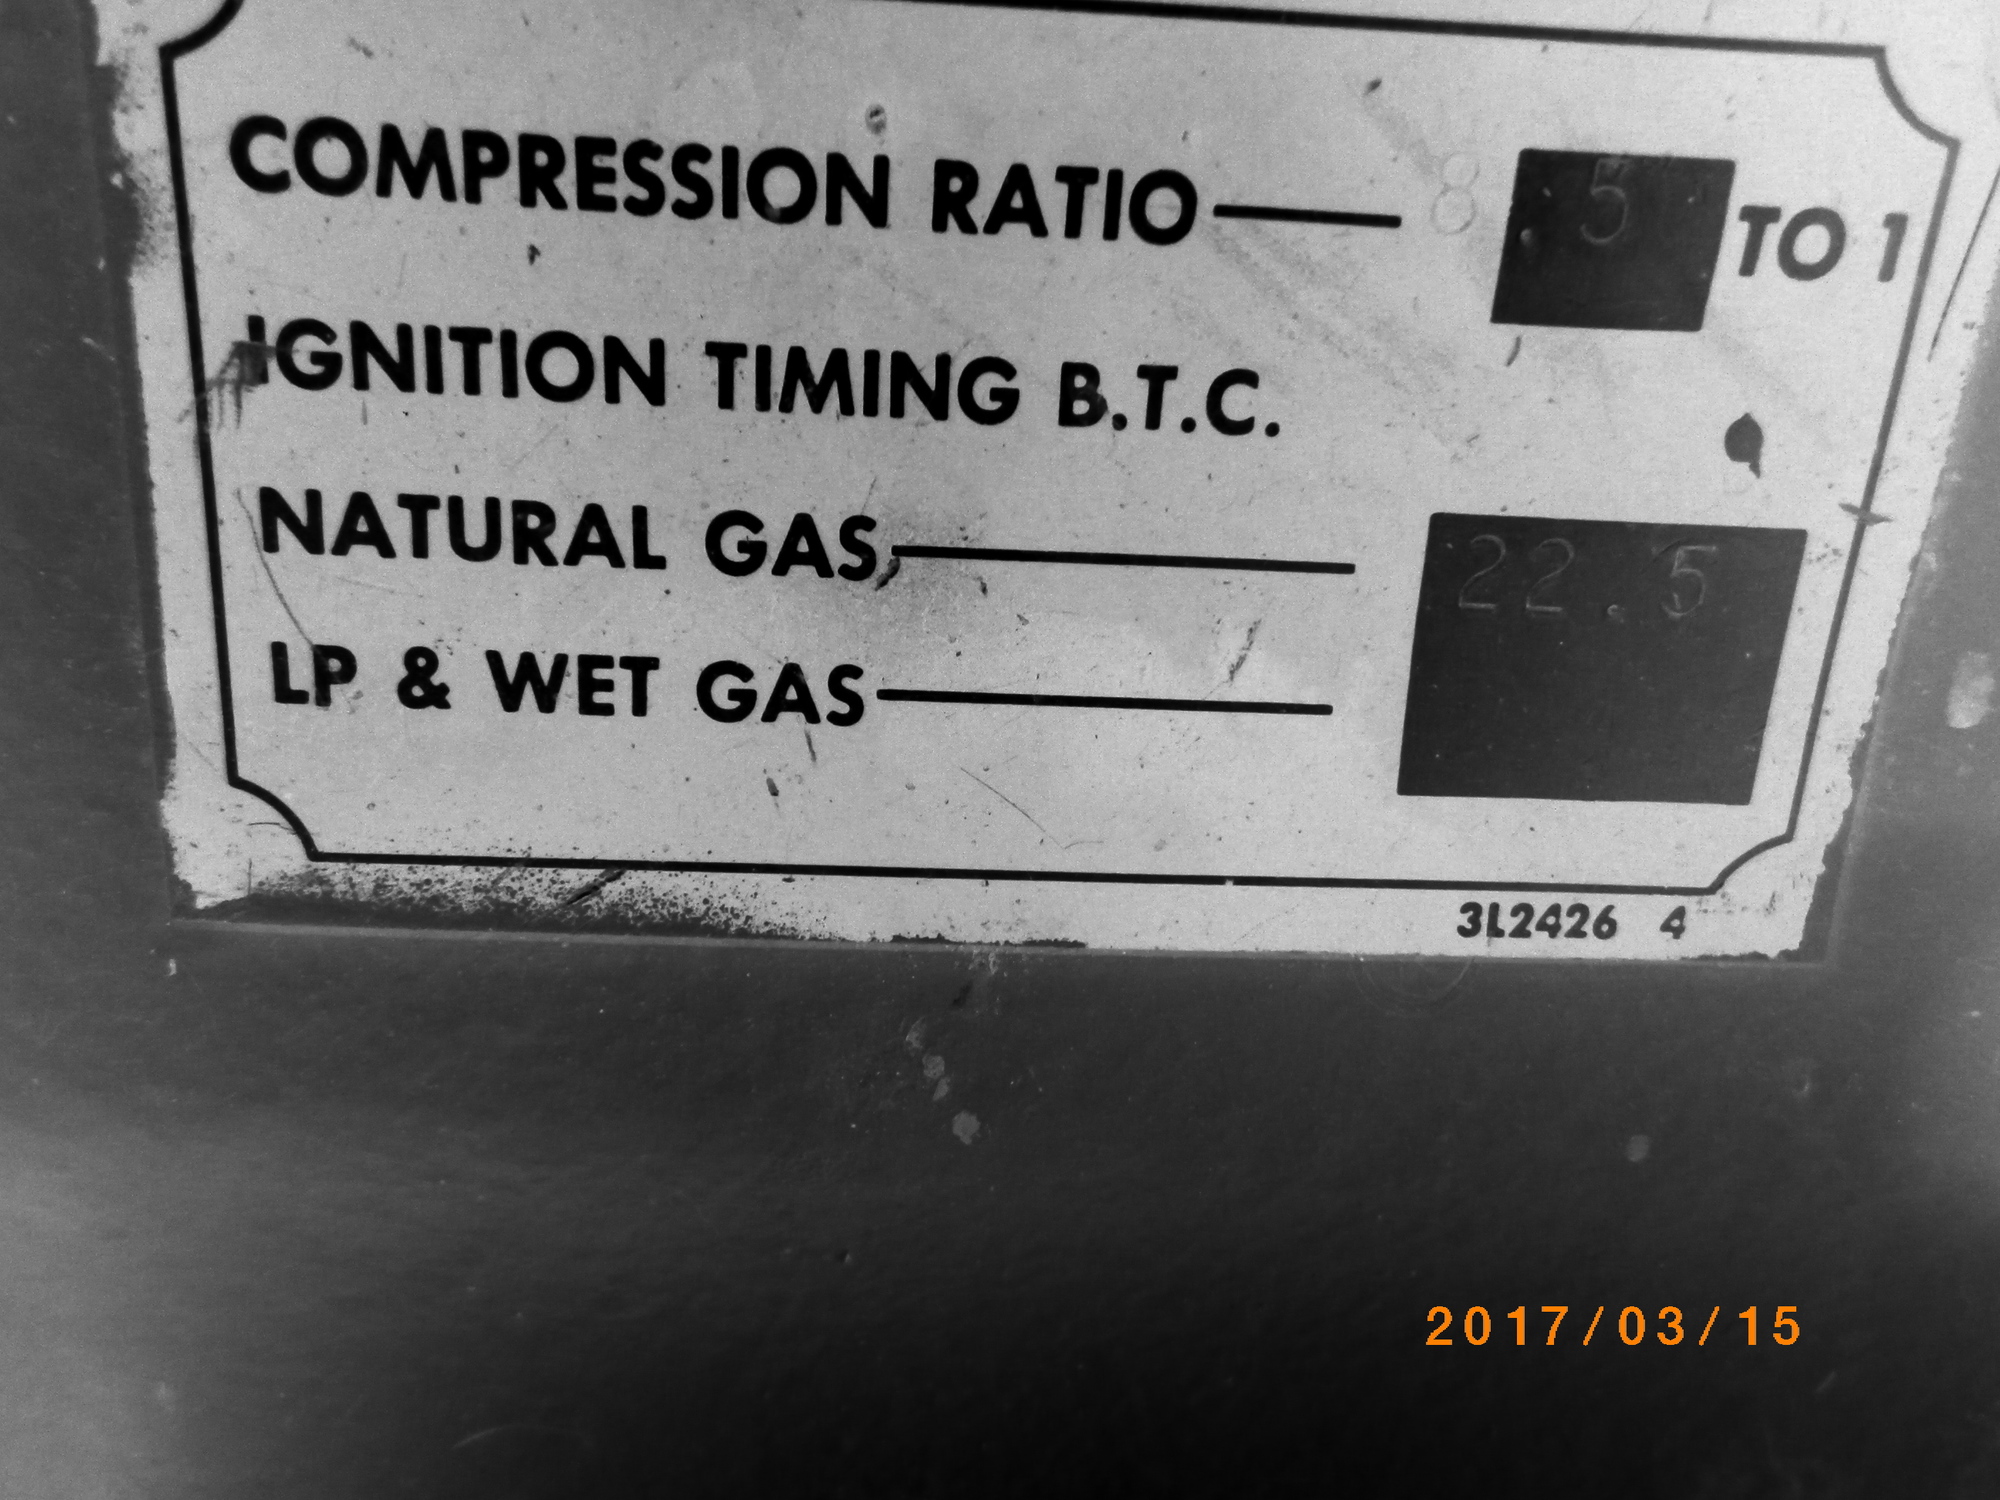 COMPRESSION RATIO 8.5 TO 1
IGNITION TIMING B.T.C.
NATURAL GAS 22.5
LP & WET GAS
3L2426 4
2017/03/15